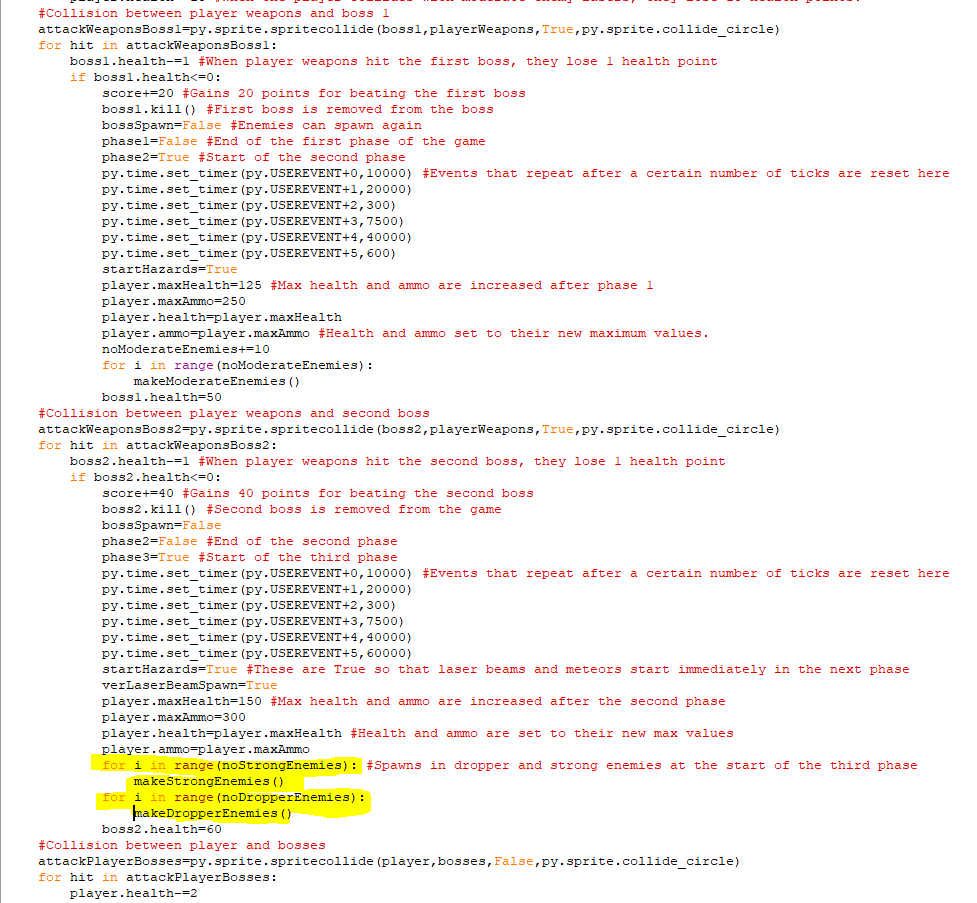 #Collision between player weapons and boss 1
attackWeaponsBoss1=py.sprite.spritecollide(boss1,playerWeapons,True,py.sprite.collide_circle)
for hit in attackWeaponsBoss1:
    boss1.health-=1 #When player weapons hit the first boss, they lose 1 health point
    if boss1.health<=0:
        score+=20 #Gains 20 points for beating the first boss
        boss1.kill() #First boss is removed from the boss
        bossSpawn=False #Enemies can spawn again
        phase1=False #End of the first phase of the game
        phase2=True #Start of the second phase
        py.time.set_timer(py.USEREVENT+0,10000) #Events that repeat after a certain number of ticks are reset here
        py.time.set_timer(py.USEREVENT+1,20000)
        py.time.set_timer(py.USEREVENT+2,300)
        py.time.set_timer(py.USEREVENT+3,7500)
        py.time.set_timer(py.USEREVENT+4,40000)
        py.time.set_timer(py.USEREVENT+5,600)
        startHazards=True
        player.maxHealth=125 #Max health and ammo are increased after phase 1
        player.maxAmmo=250
        player.health=player.maxHealth
        player.ammo=player.maxAmmo #Health and ammo set to their new maximum values.
        noModerateEnemies+=10
        for i in range(noModerateEnemies):
            makeModerateEnemies()
        boss1.health=50
#Collision between player weapons and second boss
attackWeaponsBoss2=py.sprite.spritecollide(boss2,playerWeapons,True,py.sprite.collide_circle)
for hit in attackWeaponsBoss2:
    boss2.health-=1 #When player weapons hit the second boss, they lose 1 health point
    if boss2.health<=0:
        score+=40 #Gains 40 points for beating the second boss
        boss2.kill() #Second boss is removed from the game
        bossSpawn=False
        phase2=False #End of the second phase
        phase3=True #Start of the third phase
        py.time.set_timer(py.USEREVENT+0,10000) #Events that repeat after a certain number of ticks are reset here
        py.time.set_timer(py.USEREVENT+1,20000)
        py.time.set_timer(py.USEREVENT+2,300)
        py.time.set_timer(py.USEREVENT+3,7500)
        py.time.set_timer(py.USEREVENT+4,40000)
        py.time.set_timer(py.USEREVENT+5,60000)
        startHazards=True #These are True so that laser beams and meteors start immediately in the next phase
        verLaserBeamSpawn=True
        player.maxHealth=150 #Max health and ammo are increased after the second phase
        player.maxAmmo=300
        player.health=player.maxHealth #Health and ammo are set to their new max values
        player.ammo=player.maxAmmo
        for i in range(noStrongEnemies): #Spawns in dropper and strong enemies at the start of the third phase
            makeStrongEnemies()
        for i in range(noDropperEnemies):
            makeDropperEnemies()
        boss2.health=60
#Collision between player and bosses
attackPlayerBosses=py.sprite.spritecollide(player,bosses,False,py.sprite.collide_circle)
for hit in attackPlayerBosses:
    player.health-=2